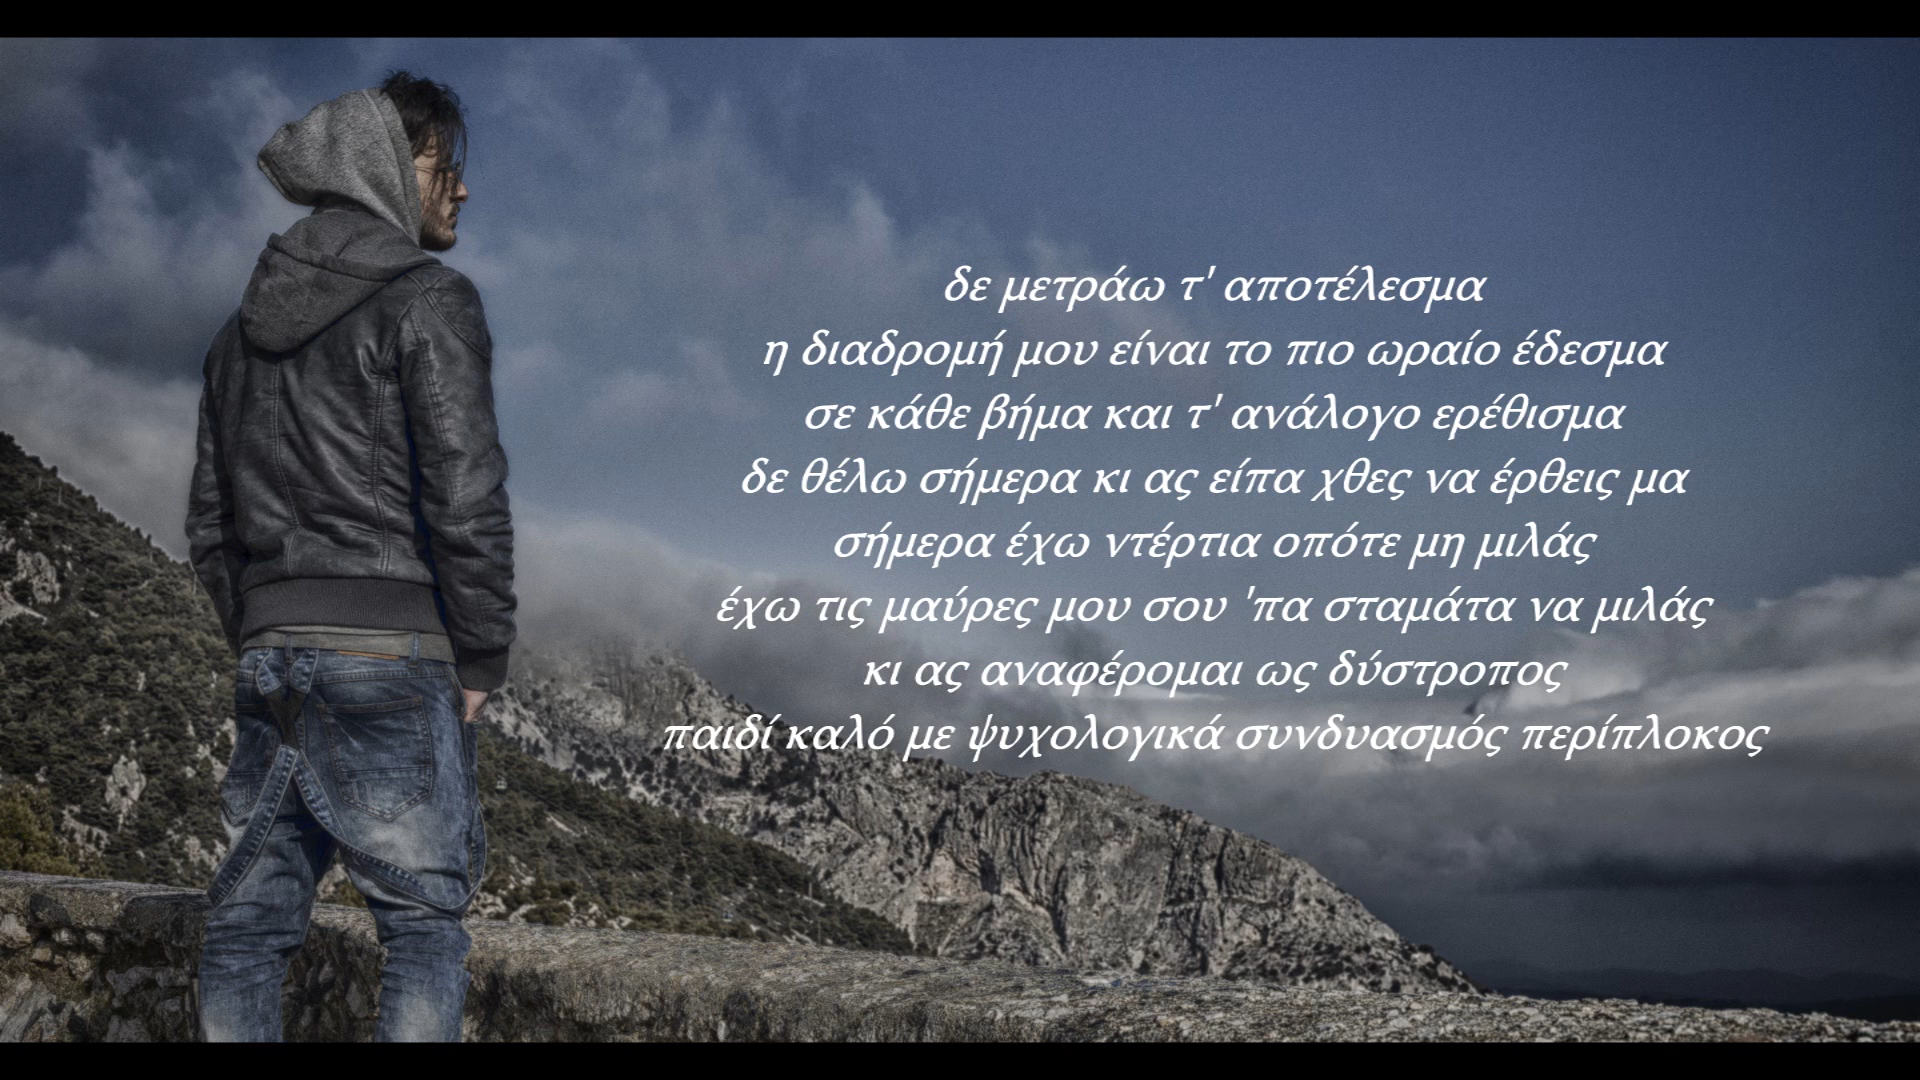 δε μετράω τ' αποτέλεσμα
η διαδρομή μου είναι το πιο ωραίο έδεσμα
σε κάθε βήμα και τ' ανάλογο ερέθισμα
δε θέλω σήμερα κι ας είπα χθες να έρθεις μα
σήμερα έχω ντέρτια οπότε μη μιλάς
έχω τις μαύρες μου σου 'πα σταμάτα να μιλάς
κι ας αναφέρομαι ως δύστροπος
παιδί καλό με ψυχολογικά συνδυασμός περίπλοκος